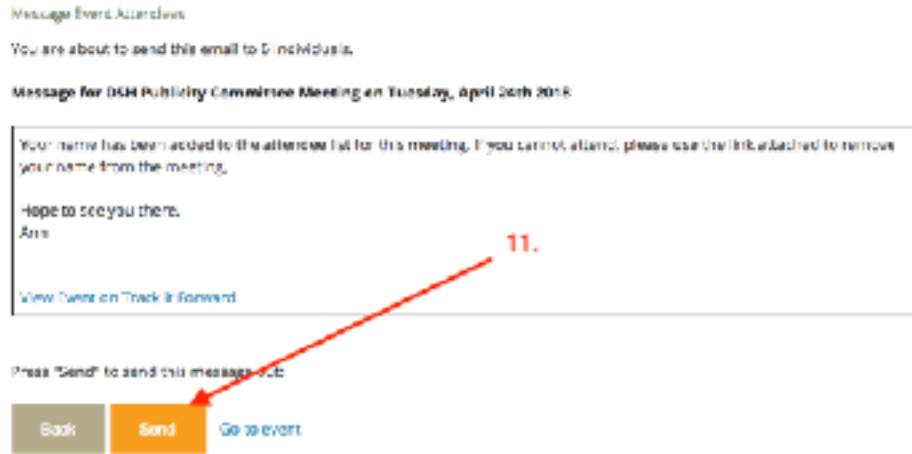 Message Event Attendees
You are about to send this email to 6 individuals.
Message for DSH Publicity Committee Meeting on Tuesday, April 24th 2018
Your name has been added to the attendee list for this meeting. If you cannot attend, please use the link attached to remove
your name from the meeting.
Hope to see you there.
Ann
11.
View Event on Track it Forward
Press "Send" to send this message out:
Back Send Go to event